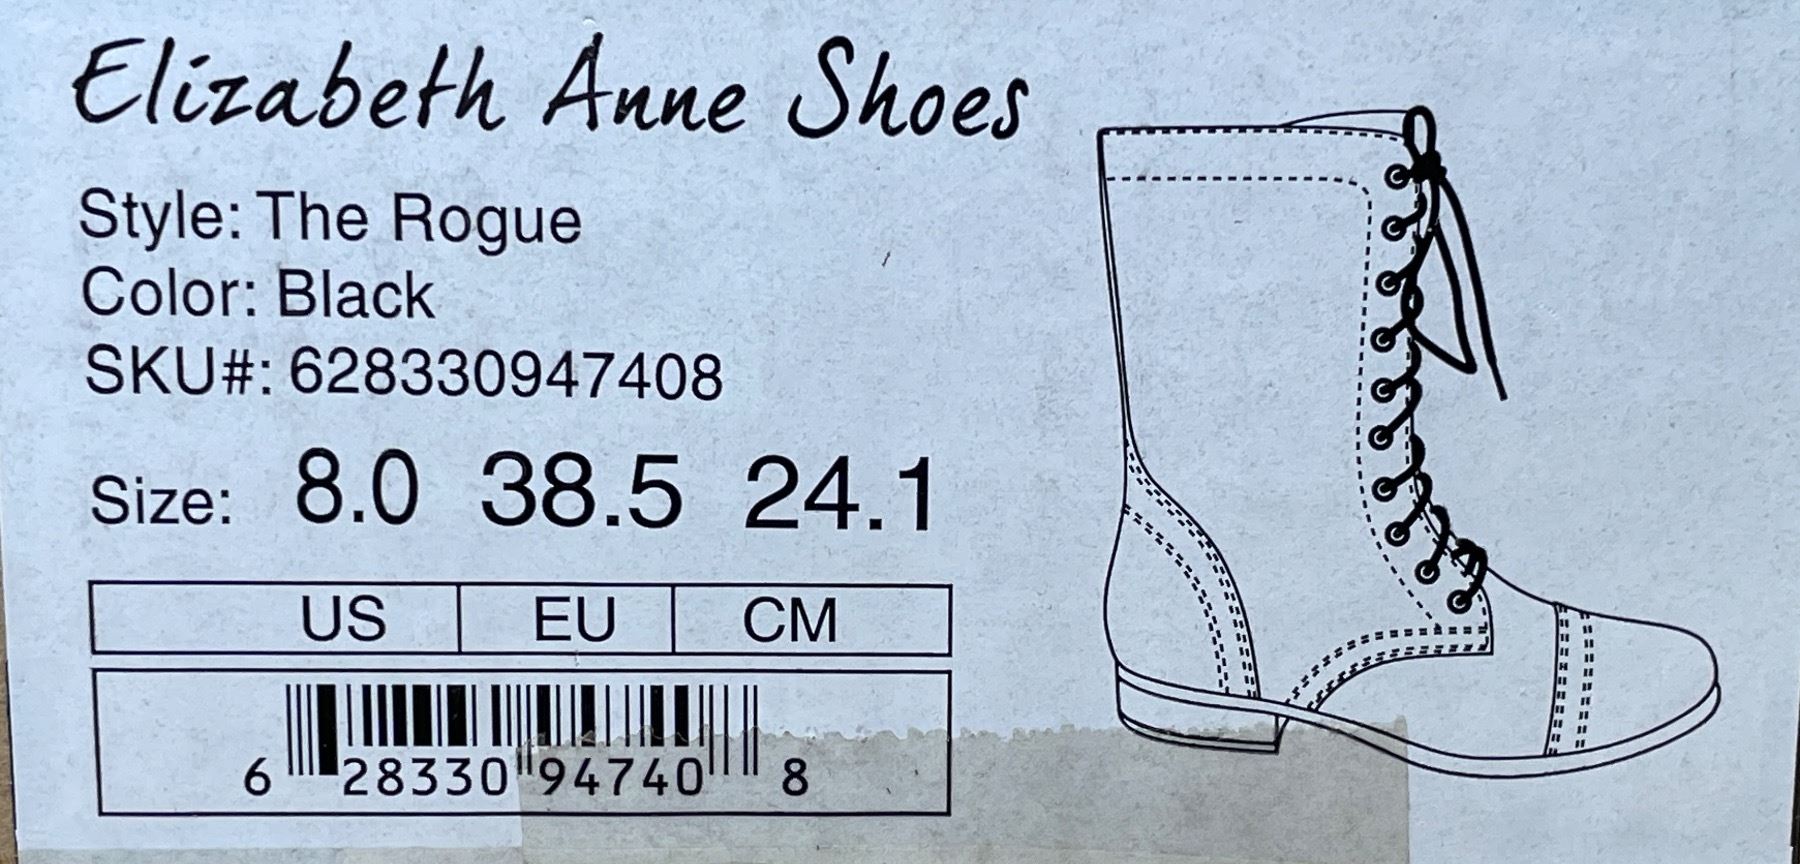 Elizabeth Anne Shoes
Style: The Rogue
Color: Black
SKU#: 628330947408
Size: 8.0 38.5 24.1
US EU CM
6 28330 94740 8